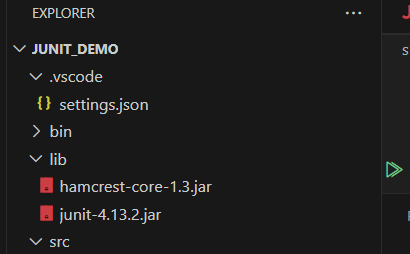 EXPLORER ...
JUNIT_DEMO
.vscode
{ } settings.json
bin
lib
hamcrest-core-1.3.jar
junit-4.13.2.jar
src